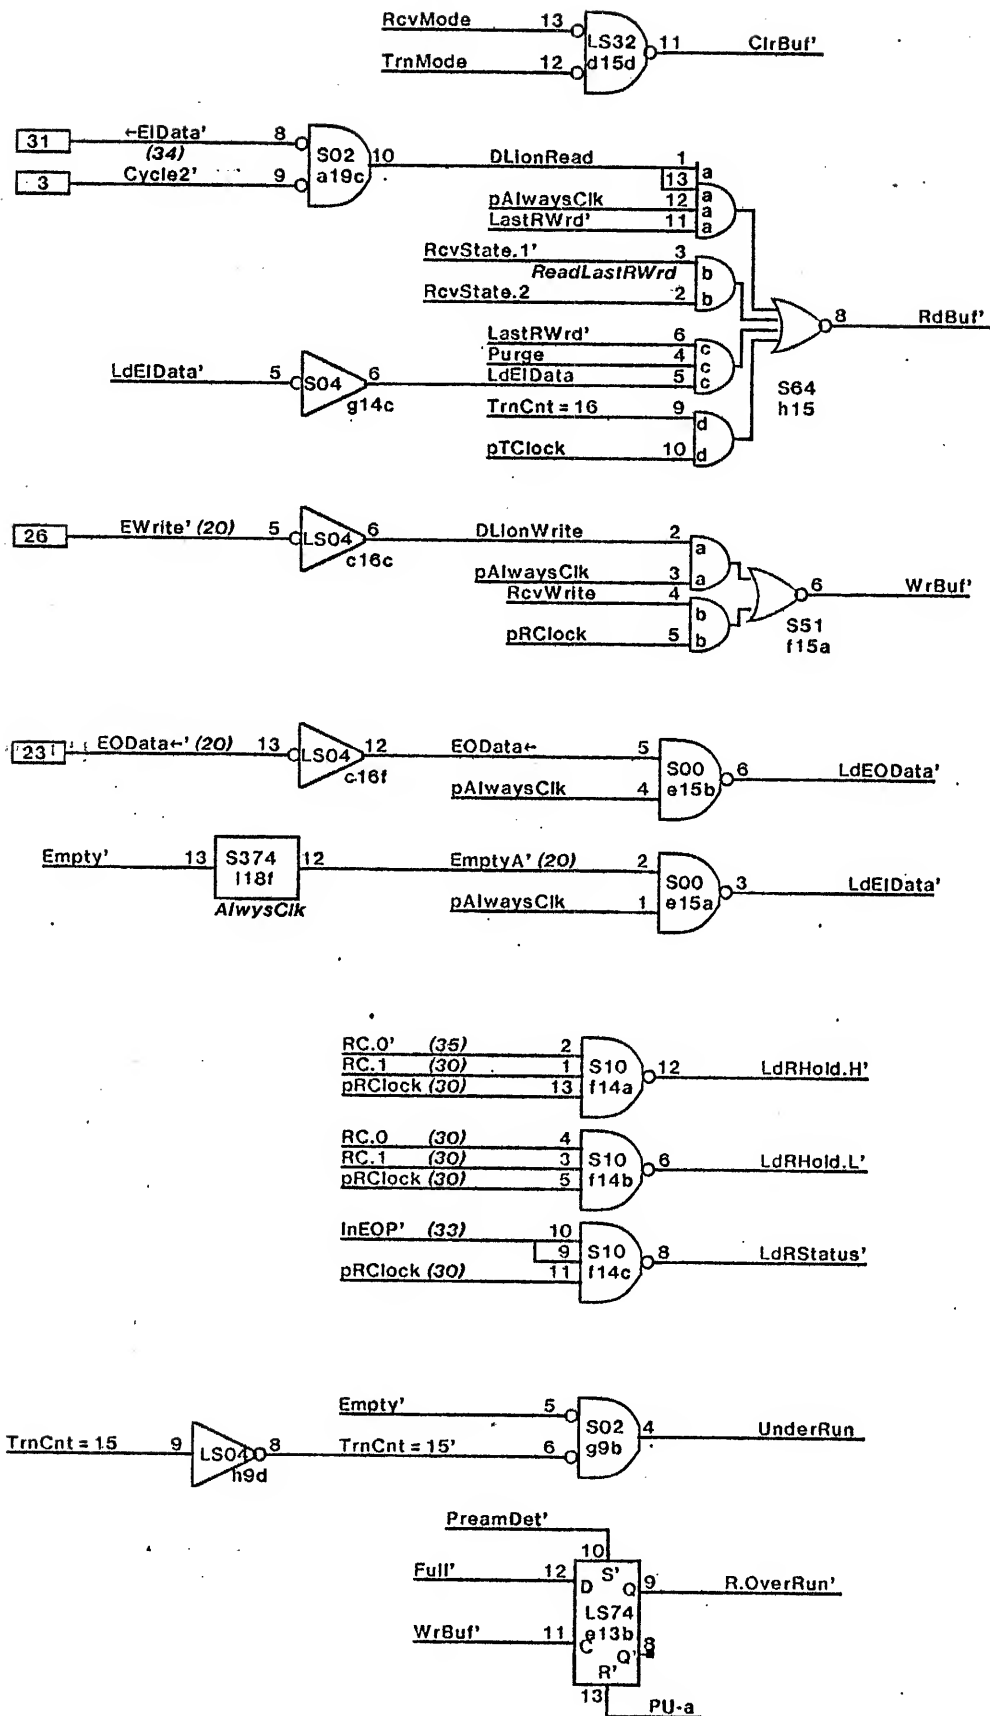 RcvMode 13
LS32 11 ClrBuf'
TrnMode 12 d15d
31 ←EIData' 8
(34) S02 10 DLionRead 1 a
3 Cycle2' 9 a19c 13 a
pAlwaysClk 12 a
LastRWrd' 11 a
RcvState.1' 3 b
ReadLastRWrd
RcvState.2 2 b
8 RdBuf'
LastRWrd' 6 c
Purge 4 c
LdEIData' 5 S04 6 LdEIData 5 c
g14c
S64
h15
TrnCnt = 16 9 d
pTClock 10 d
26 EWrite' (20) 5 LS04 6 DLionWrite 2 a
c16c
pAlwaysClk 3 a
RcvWrite 4 b
6 WrBuf'
pRClock 5 b
S51
f15a
23 EOData←' (20) 13 LS04 12 EOData← 5
c16f
S00 6 LdEOData'
pAlwaysClk 4 e15b
Empty' 13 S374 12 EmptyA' (20) 2
l18f
S00 3 LdEIData'
AlwysClk pAlwaysClk 1 e15a
RC.0' (35) 2
RC.1 (30) 1 S10 12 LdRHold.H'
pRClock (30) 13 f14a
RC.0 (30) 4
RC.1 (30) 3 S10 6 LdRHold.L'
pRClock (30) 5 f14b
InEOP' (33) 10
9 S10 8 LdRStatus'
pRClock (30) 11 f14c
Empty' 5
S02 4 UnderRun
TrnCnt = 15 9 LS04 8 TrnCnt = 15' 6 g9b
h9d
PreamDet'
10
S'
Full' 12 D Q 9 R.OverRun'
LS74
WrBuf' 11 C e13b Q' 8
R'
13 PU-a